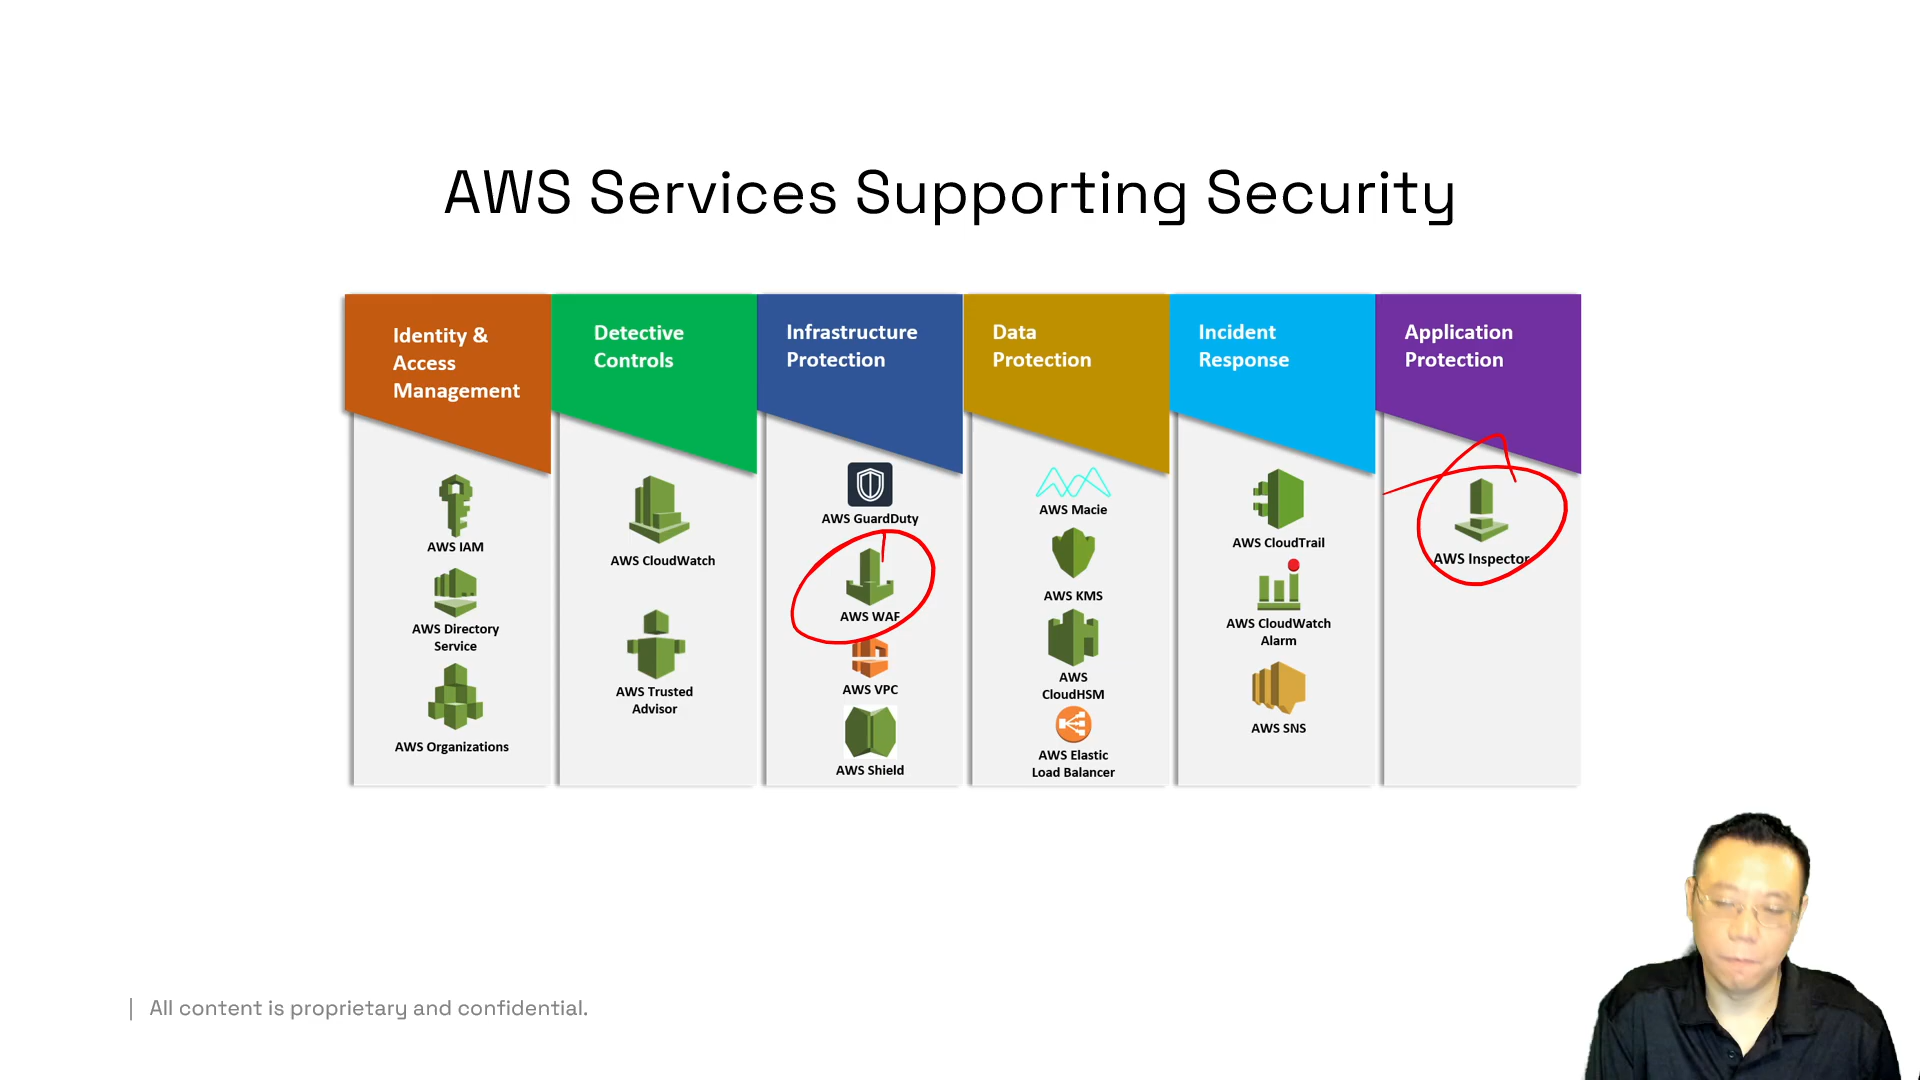 AWS Services Supporting Security
Identity &
Access
Management
AWS IAM
AWS Directory
Service
AWS Organizations
Detective
Controls
AWS CloudWatch
AWS Trusted
Advisor
Infrastructure
Protection
AWS GuardDuty
AWS WAF
AWS VPC
AWS Shield
Data
Protection
AWS Macie
AWS KMS
AWS
CloudHSM
AWS Elastic
Load Balancer
Incident
Response
AWS CloudTrail
AWS CloudWatch
Alarm
AWS SNS
Application
Protection
AWS Inspector
| All content is proprietary and confidential.